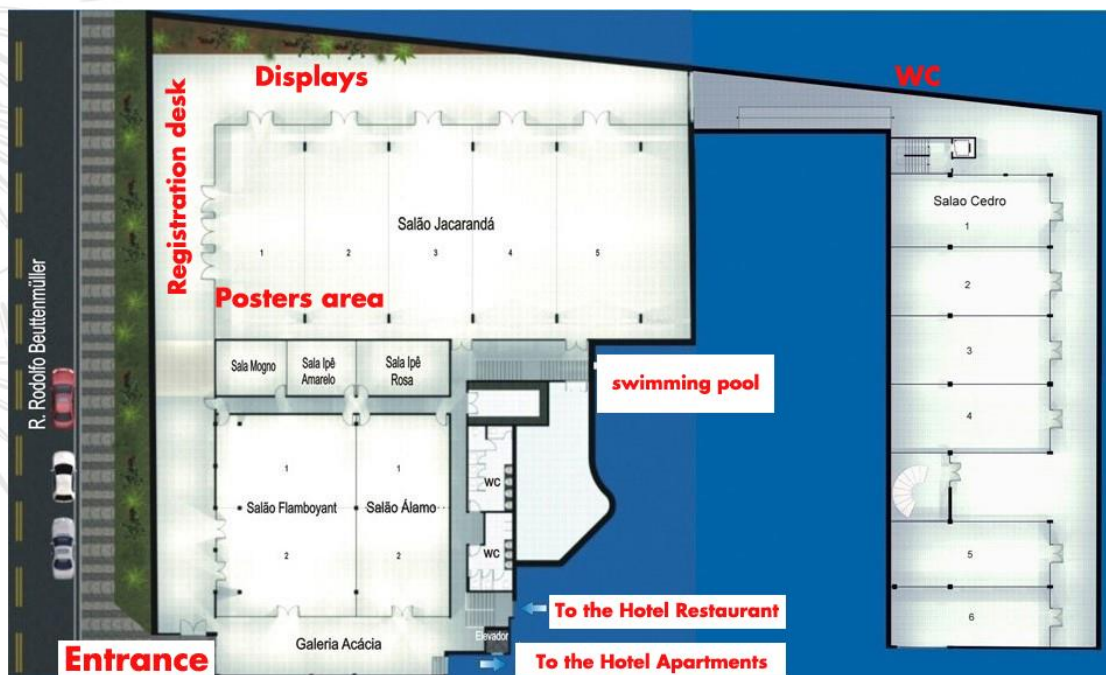 Displays
WC
Registration desk
R. Rodolfo Beuttenmüller
Salão Jacarandá
1
2
3
4
5
Posters area
Sala Mogno
Sala Ipê
Amarelo
Sala Ipê
Rosa
swimming pool
Salao Cedro
1
2
3
4
5
6
1
1
Salão Flamboyant
Salão Álamo
2
2
WC
WC
To the Hotel Restaurant
Elevador
Galeria Acácia
Entrance
To the Hotel Apartments